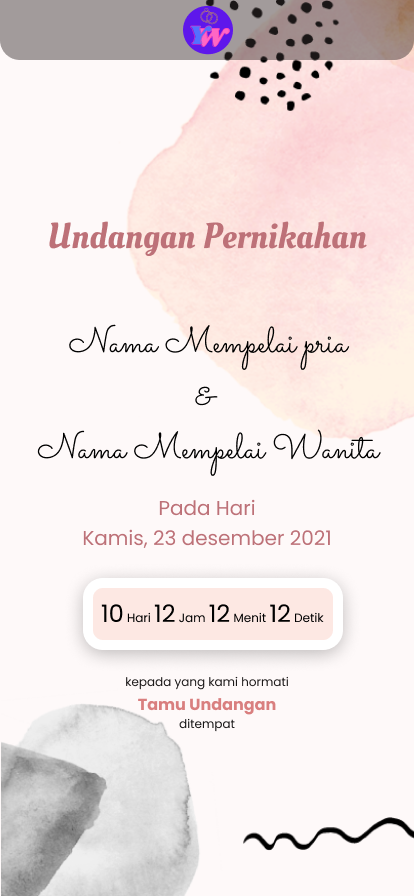 Undangan Pernikahan
Nama Mempelai pria
&
Nama Mempelai Wanita
Pada Hari
Kamis, 23 desember 2021
10 Hari 12 Jam 12 Menit 12 Detik
kepada yang kami hormati
Tamu Undangan
ditempat